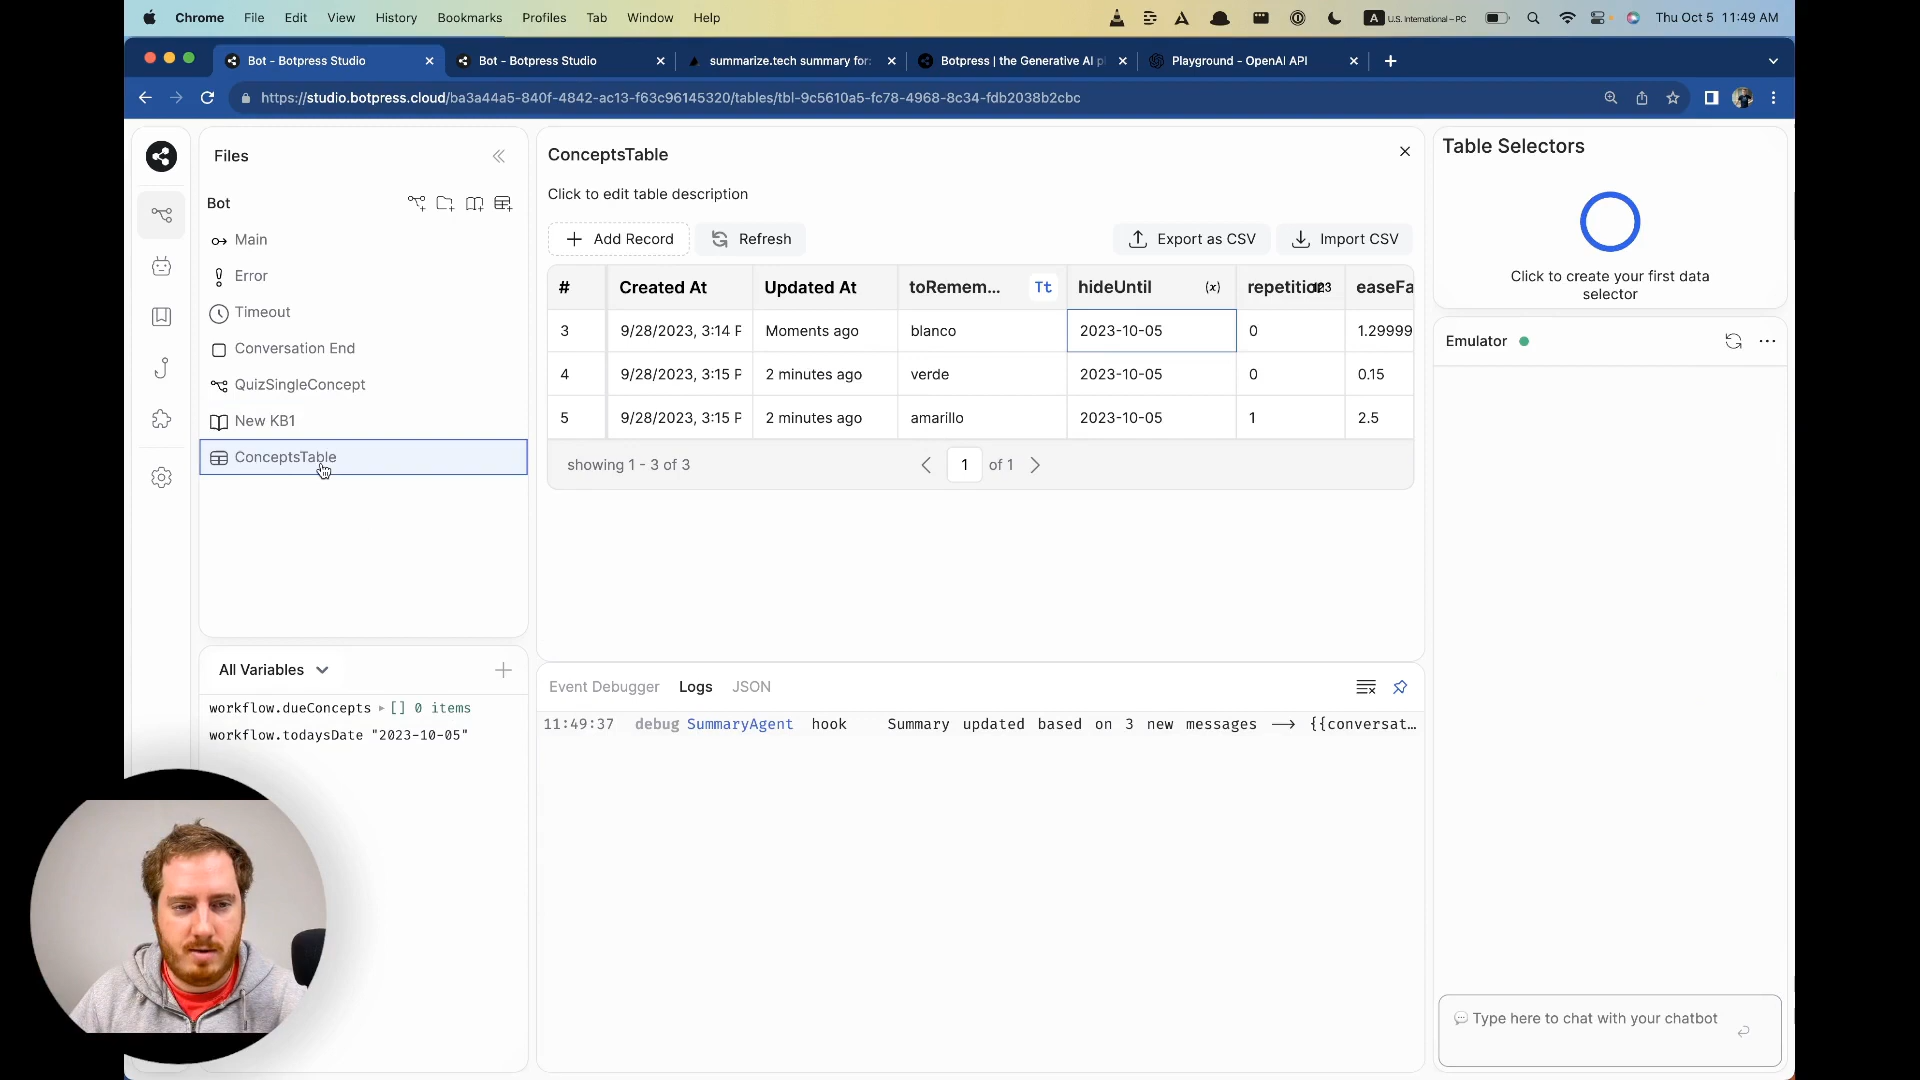 Chrome File Edit View History Bookmarks Profiles Tab Window Help A U.S. International – PC Thu Oct 5 11:49 AM
Bot - Botpress Studio Bot - Botpress Studio summarize.tech summary for: Botpress | the Generative AI p Playground - OpenAI API
https://studio.botpress.cloud/ba3a44a5-840f-4842-ac13-f63c96145320/tables/tbl-9c5610a5-fc78-4968-8c34-fdb2038b2cbc
Files
Bot
Main
Error
Timeout
Conversation End
QuizSingleConcept
New KB1
ConceptsTable
All Variables
workflow.dueConcepts [] 0 items
workflow.todaysDate "2023-10-05"
ConceptsTable
Click to edit table description
Add Record Refresh Export as CSV Import CSV
# Created At Updated At toRemem... Tt hideUntil (x) repetition 123 easeFa
3 9/28/2023, 3:14 P Moments ago blanco 2023-10-05 0 1.29999
4 9/28/2023, 3:15 P 2 minutes ago verde 2023-10-05 0 0.15
5 9/28/2023, 3:15 P 2 minutes ago amarillo 2023-10-05 1 2.5
showing 1 - 3 of 3 1 of 1
Event Debugger Logs JSON
11:49:37 debug SummaryAgent hook Summary updated based on 3 new messages ⟶ {{conversat…
Table Selectors
Click to create your first data
selector
Emulator
Type here to chat with your chatbot